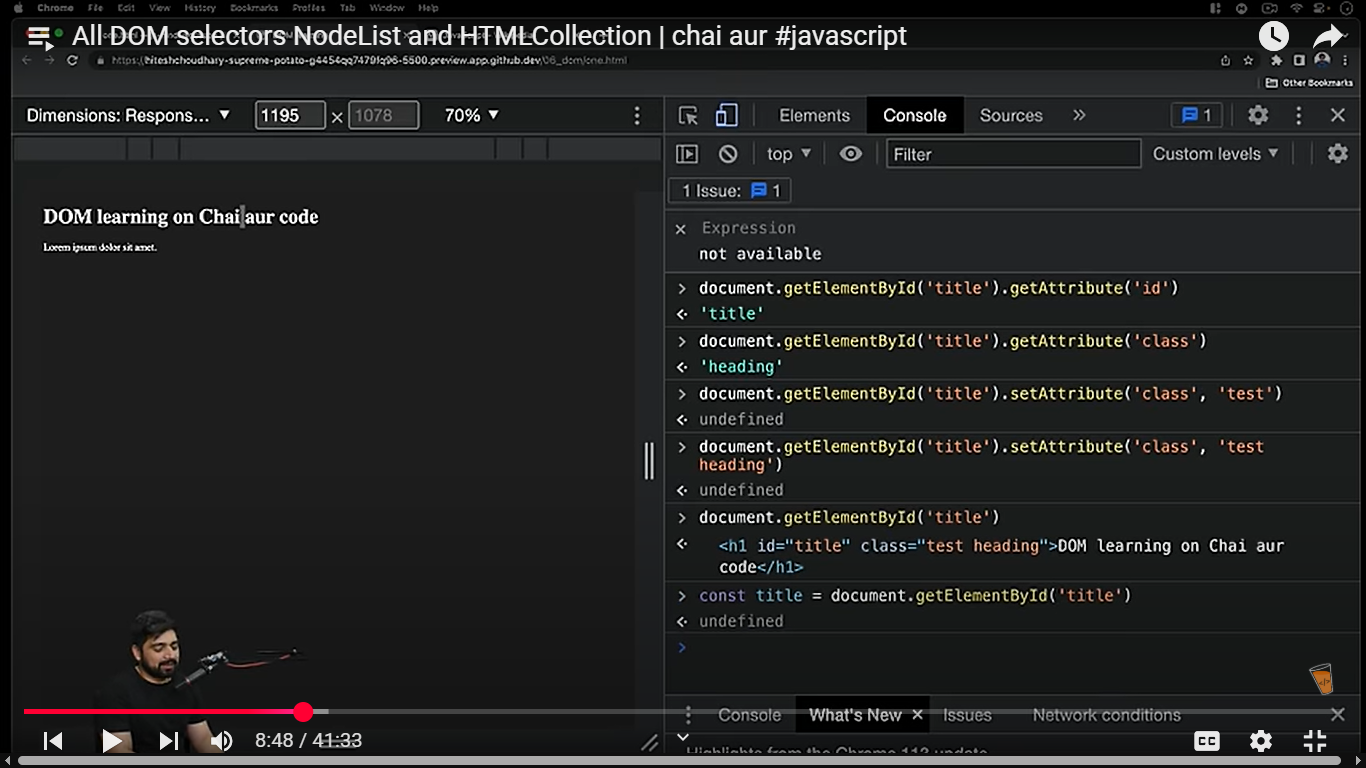 Chrome File Edit View History Bookmarks Profiles Tab Window Help
All DOM selectors NodeList and HTMLCollection | chai aur #javascript
https://hiteshchoudhary-supreme-potato-g4454qq7479fq96-5500.preview.app.github.dev/06_dom/one.html
Other Bookmarks
Dimensions: Respons... 1195 × 1078 70%
Elements Console Sources » 1
top Filter Custom levels
1 Issue: 1
DOM learning on Chai aur code
Lorem ipsum dolor sit amet.
Expression
not available
document.getElementById('title').getAttribute('id')
'title'
document.getElementById('title').getAttribute('class')
'heading'
document.getElementById('title').setAttribute('class', 'test')
undefined
document.getElementById('title').setAttribute('class', 'test
heading')
undefined
document.getElementById('title')
<h1 id="title" class="test heading">DOM learning on Chai aur
code</h1>
const title = document.getElementById('title')
undefined
Console What's New × Issues Network conditions
Highlights from the Chrome 113 update
8:48 / 41:33
CC